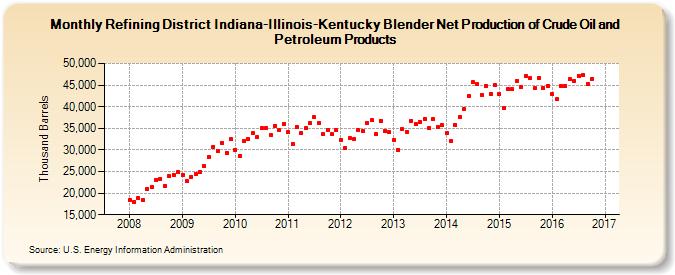 Monthly Refining District Indiana-Illinois-Kentucky Blender Net Production of Crude Oil and
Petroleum Products
Thousand Barrels
50,000
45,000
40,000
35,000
30,000
25,000
20,000
15,000
2008 2009 2010 2011 2012 2013 2014 2015 2016 2017
Source: U.S. Energy Information Administration